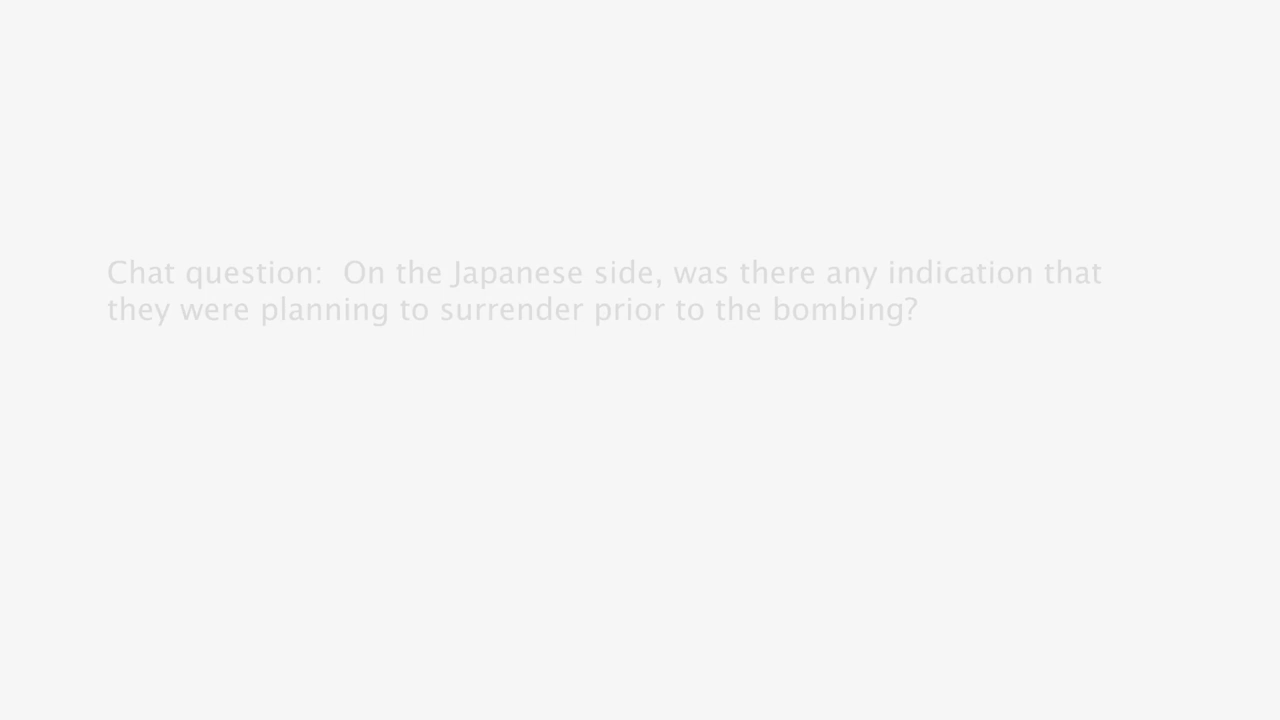 Chat question:  On the Japanese side, was there any indication that
they were planning to surrender prior to the bombing?